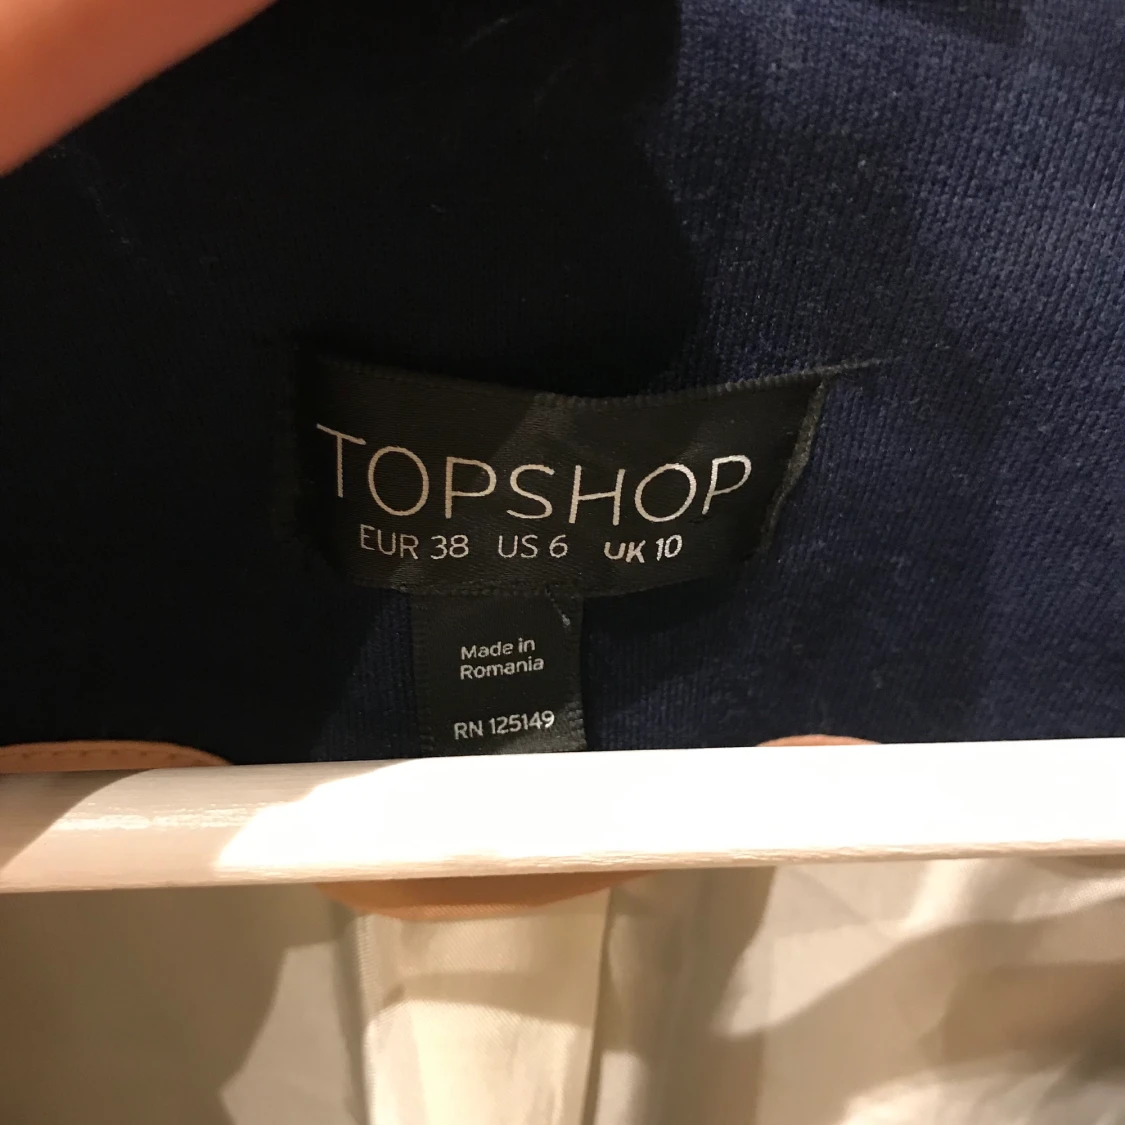 TOPSHOP
EUR 38 US 6 UK 10
Made in
Romania
RN 125149